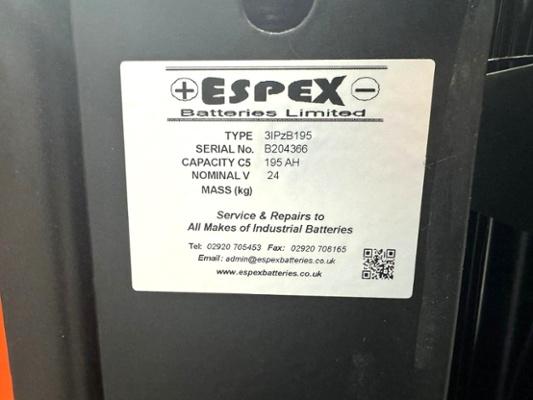 + ESPEX −
Batteries Limited
TYPE 3IPzB195
SERIAL No. B204366
CAPACITY C5 195 AH
NOMINAL V 24
MASS (kg)
Service & Repairs to
All Makes of Industrial Batteries
Tel: 02920 705453 Fax: 02920 706165
Email: admin@espexbatteries.co.uk
www.espexbatteries.co.uk